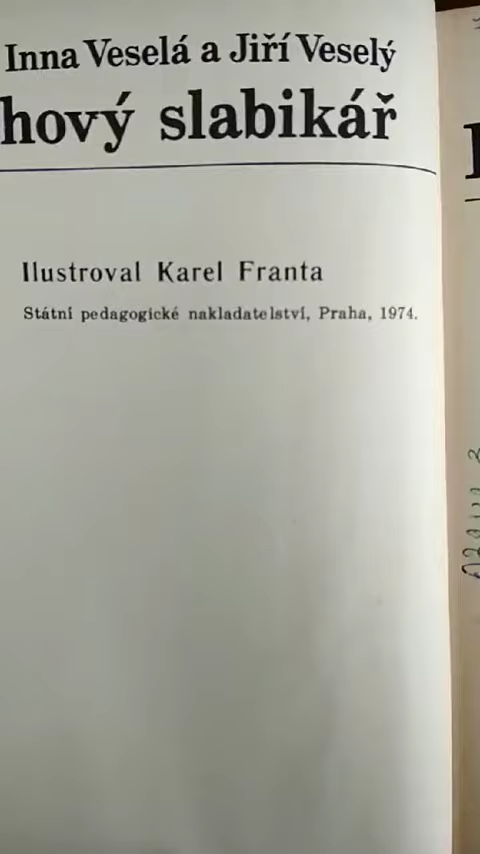 Inna Veselá a Jiří Veselý
hový slabikář
Ilustroval Karel Franta
Státní pedagogické nakladatelství, Praha, 1974.